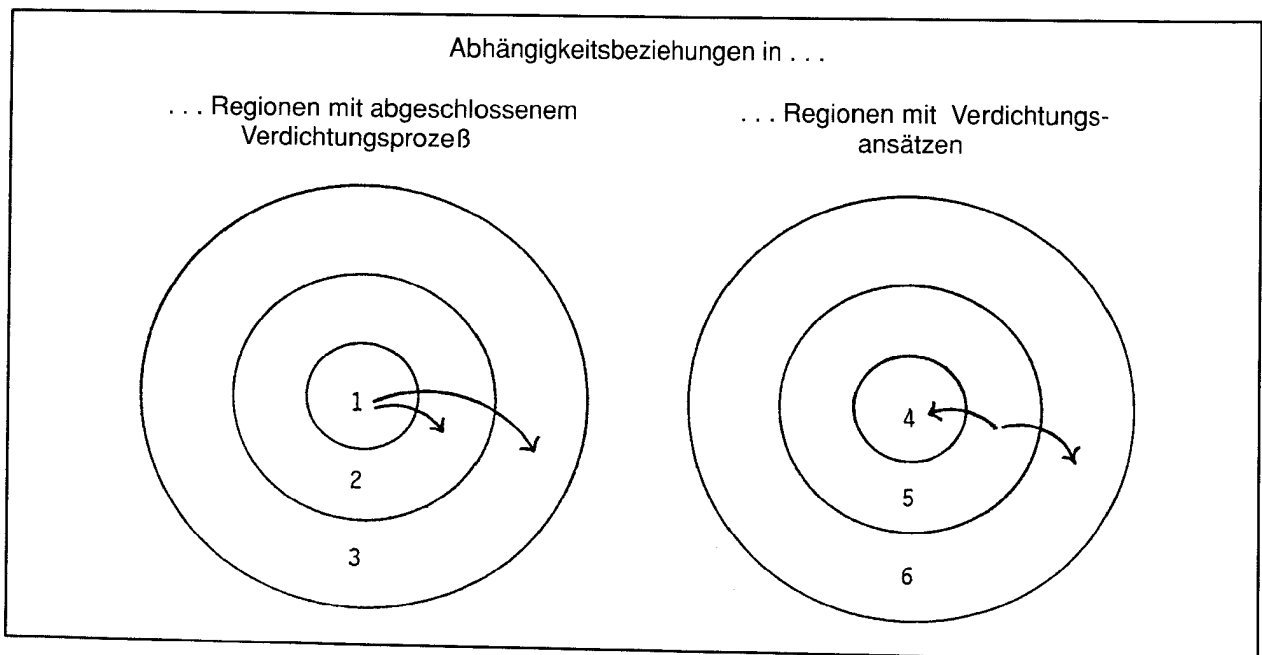 Abhängigkeitsbeziehungen in . . .
. . . Regionen mit abgeschlossenem
Verdichtungsprozeß
. . . Regionen mit Verdichtungs-
ansätzen
1
2
3
4
5
6